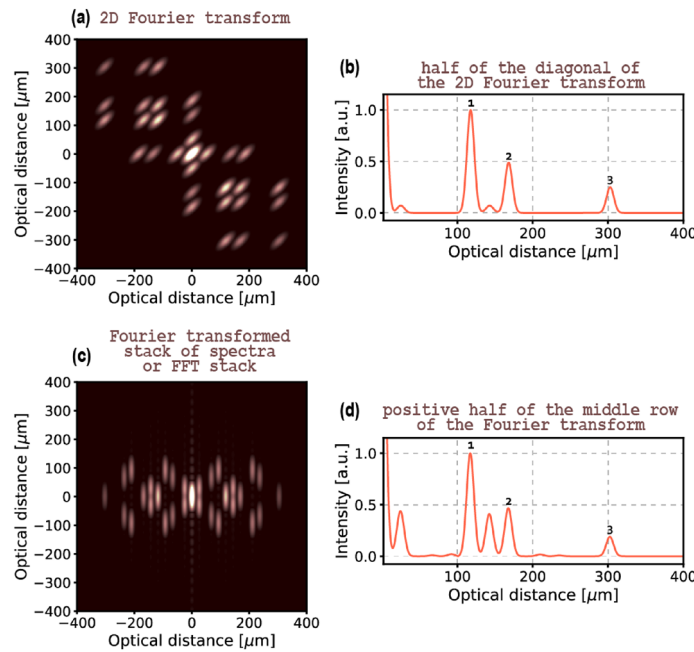 (a) 2D Fourier transform
400
300
200
100
0
−100
−200
−300
−400
−400 −200 0 200 400
Optical distance [μm]
Optical distance [μm]
(b) half of the diagonal of
the 2D Fourier transform
1.0
0.5
0.0
1
2
3
100 200 300 400
Intensity [a.u.]
Optical distance [μm]
(c) Fourier transformed
stack of spectra
or FFT stack
400
300
200
100
0
−100
−200
−300
−400
−400 −200 0 200 400
Optical distance [μm]
Optical distance [μm]
(d) positive half of the middle row
of the Fourier transform
1.0
0.5
0.0
1
2
3
100 200 300 400
Intensity [a.u.]
Optical distance [μm]